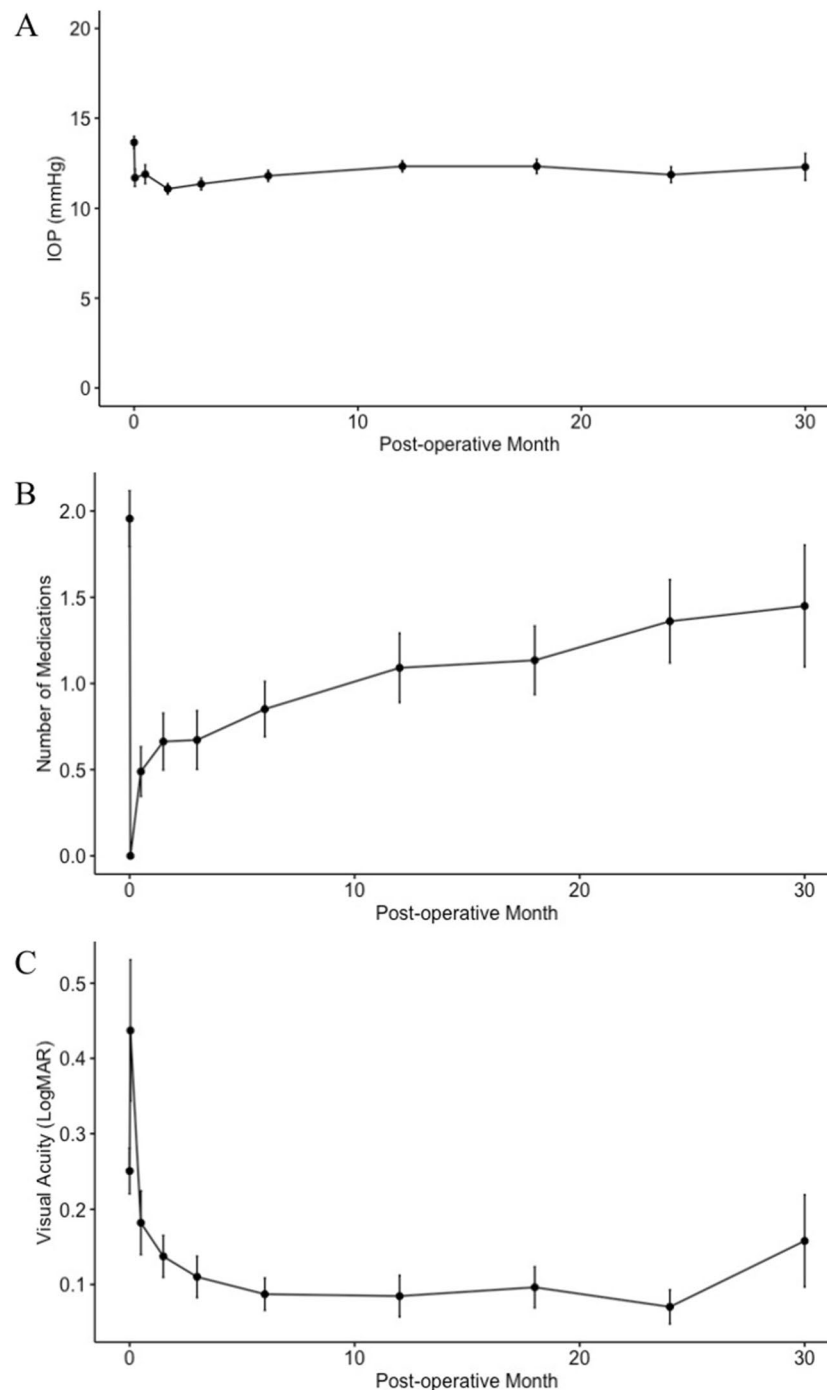 A
20
15
10
5
0
IOP (mmHg)
0 10 20 30
Post-operative Month
B
2.0
1.5
1.0
0.5
0.0
Number of Medications
0 10 20 30
Post-operative Month
C
0.5
0.4
0.3
0.2
0.1
Visual Acuity (LogMAR)
0 10 20 30
Post-operative Month